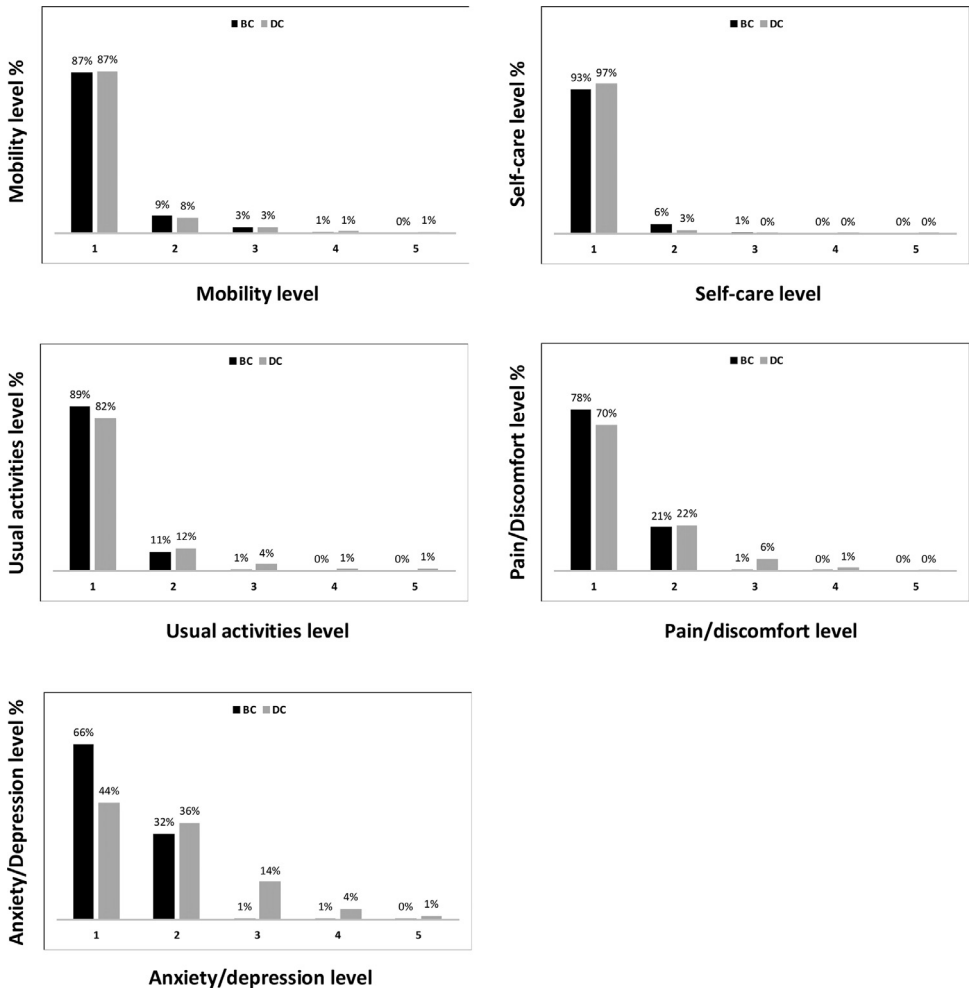 BC DC
Mobility level %
87% 87%
9% 8%
3% 3%
1% 1%
0% 1%
1 2 3 4 5
Mobility level
BC DC
Self-care level %
93% 97%
6% 3%
1% 0%
0% 0%
0% 0%
1 2 3 4 5
Self-care level
BC DC
Usual activities level %
89% 82%
11% 12%
1% 4%
0% 1%
0% 1%
1 2 3 4 5
Usual activities level
BC DC
Pain/Discomfort level %
78% 70%
21% 22%
1% 6%
0% 1%
0% 0%
1 2 3 4 5
Pain/discomfort level
BC DC
Anxiety/Depression level %
66% 44%
32% 36%
1% 14%
1% 4%
0% 1%
1 2 3 4 5
Anxiety/depression level